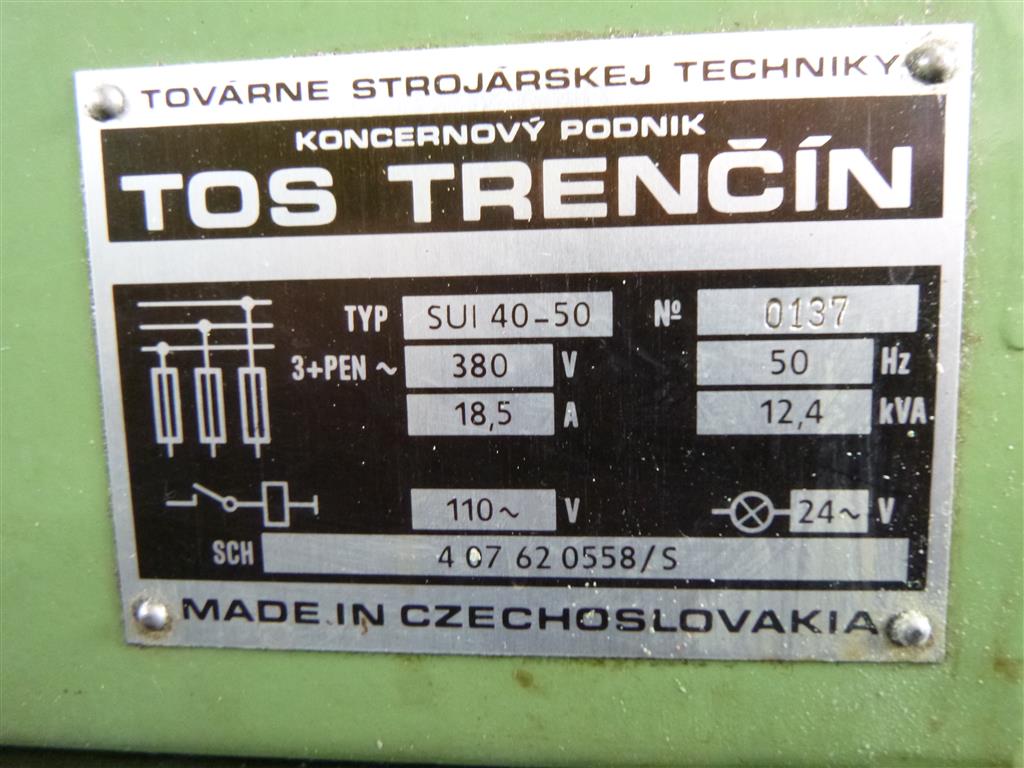 TOVÁRNE STROJÁRSKEJ TECHNIKY
KONCERNOVÝ PODNIK
TOS TRENČÍN
TYP SUI 40-50 Nº 0137
3+PEN ~ 380 V 50 Hz
18,5 A 12,4 kVA
110~ V 24~ V
SCH 4 07 62 0558/S
MADE IN CZECHOSLOVAKIA